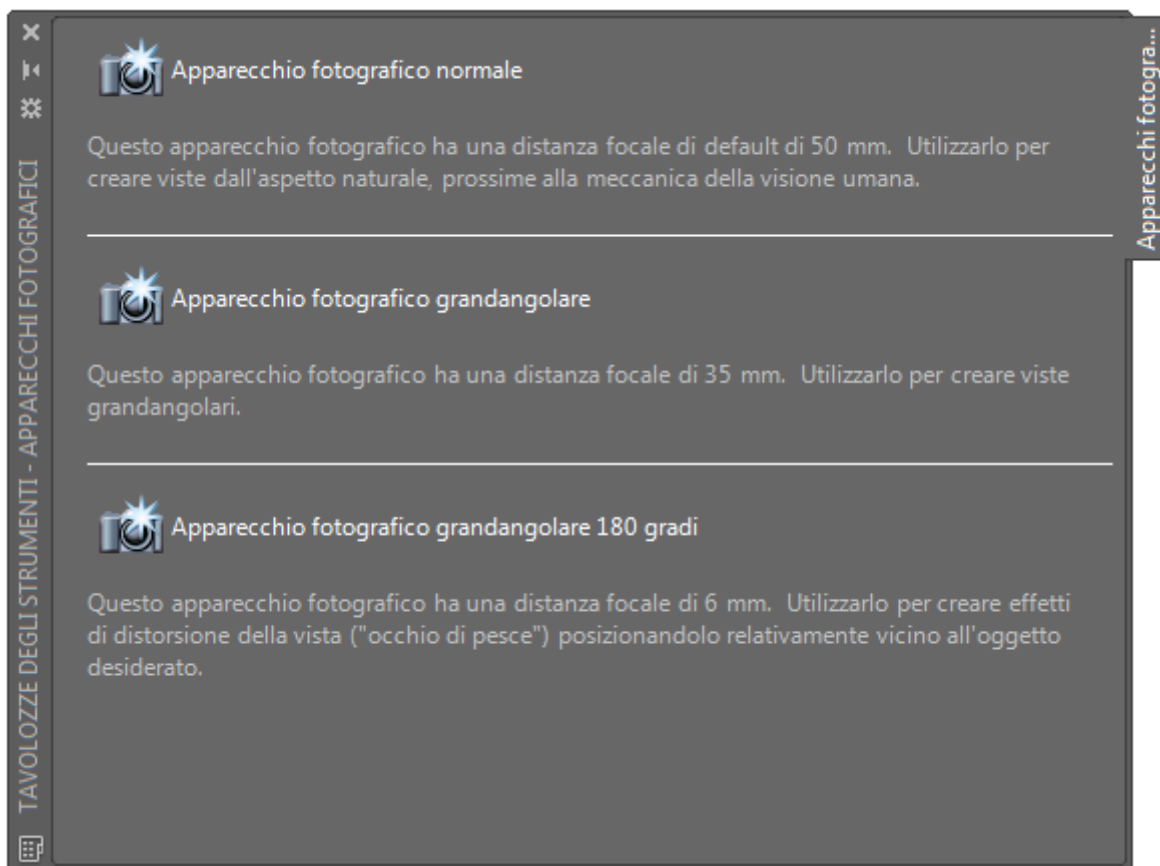 Apparecchio fotografico normale
Questo apparecchio fotografico ha una distanza focale di default di 50 mm.  Utilizzarlo per
creare viste dall'aspetto naturale, prossime alla meccanica della visione umana.
Apparecchio fotografico grandangolare
Questo apparecchio fotografico ha una distanza focale di 35 mm.  Utilizzarlo per creare viste
grandangolari.
Apparecchio fotografico grandangolare 180 gradi
Questo apparecchio fotografico ha una distanza focale di 6 mm.  Utilizzarlo per creare effetti
di distorsione della vista ("occhio di pesce") posizionandolo relativamente vicino all'oggetto
desiderato.
TAVOLOZZE DEGLI STRUMENTI - APPARECCHI FOTOGRAFICI
Apparecchi fotogra...